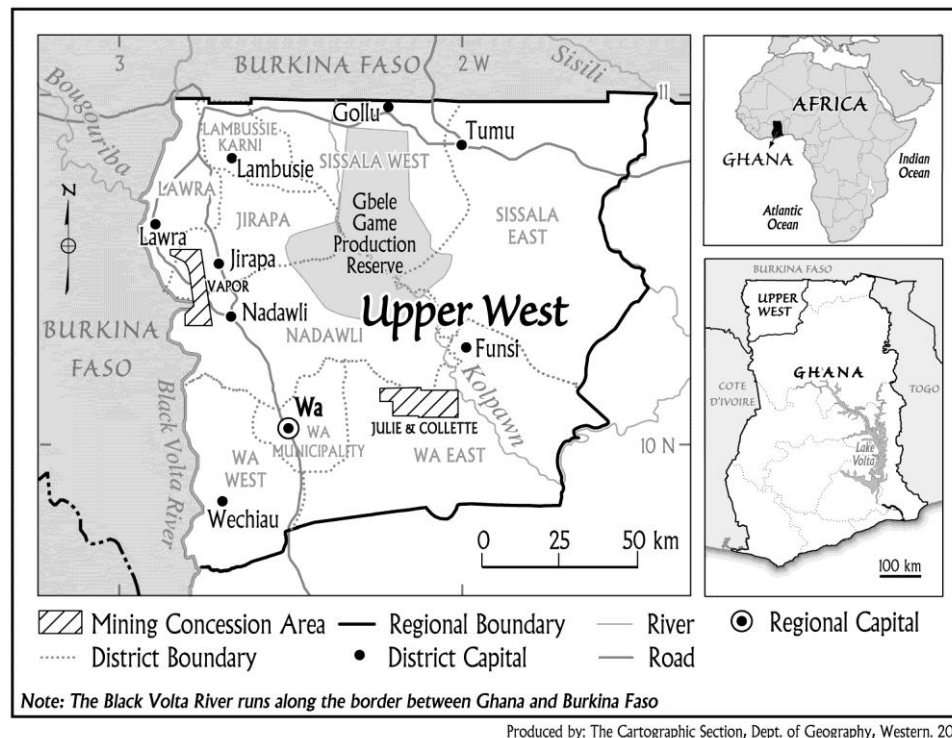 3
BURKINA FASO
2 W
Sisili
11
Bougouriba
Gollu
Tumu
LAMBUSSIE
KARNI
Lambusie
SISSALA WEST
LAWRA
Z
Gbele
Game
Production
Reserve
SISSALA
EAST
JIRAPA
Lawra
Jirapa
VAPOR
Nadawli
Upper West
NADAWLI
BURKINA
FASO
Funsi
Kolpawn
Black Volta River
Wa
WA
MUNICIPALITY
JULIE & COLLETTE
10 N
WA
WEST
WA EAST
Wechiau
0 25 50 km
AFRICA
GHANA
Indian
Ocean
Atlantic
Ocean
BURKINA FASO
UPPER
WEST
GHANA
COTE
D'IVOIRE
TOGO
Lake
Volta
100 km
Mining Concession Area
Regional Boundary
River
Regional Capital
District Boundary
District Capital
Road
Note: The Black Volta River runs along the border between Ghana and Burkina Faso
Produced by: The Cartographic Section, Dept. of Geography, Western. 20